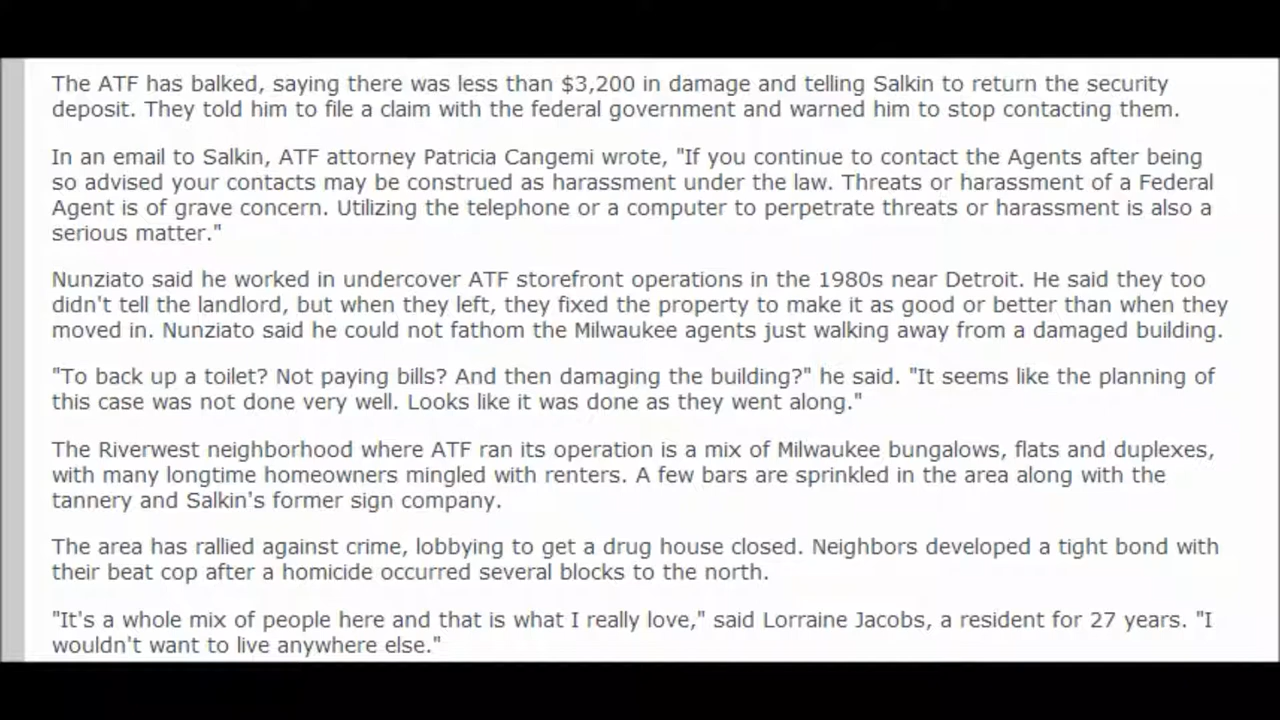 The ATF has balked, saying there was less than $3,200 in damage and telling Salkin to return the security
deposit. They told him to file a claim with the federal government and warned him to stop contacting them.
In an email to Salkin, ATF attorney Patricia Cangemi wrote, "If you continue to contact the Agents after being
so advised your contacts may be construed as harassment under the law. Threats or harassment of a Federal
Agent is of grave concern. Utilizing the telephone or a computer to perpetrate threats or harassment is also a
serious matter."
Nunziato said he worked in undercover ATF storefront operations in the 1980s near Detroit. He said they too
didn't tell the landlord, but when they left, they fixed the property to make it as good or better than when they
moved in. Nunziato said he could not fathom the Milwaukee agents just walking away from a damaged building.
"To back up a toilet? Not paying bills? And then damaging the building?" he said. "It seems like the planning of
this case was not done very well. Looks like it was done as they went along."
The Riverwest neighborhood where ATF ran its operation is a mix of Milwaukee bungalows, flats and duplexes,
with many longtime homeowners mingled with renters. A few bars are sprinkled in the area along with the
tannery and Salkin's former sign company.
The area has rallied against crime, lobbying to get a drug house closed. Neighbors developed a tight bond with
their beat cop after a homicide occurred several blocks to the north.
"It's a whole mix of people here and that is what I really love," said Lorraine Jacobs, a resident for 27 years. "I
wouldn't want to live anywhere else."